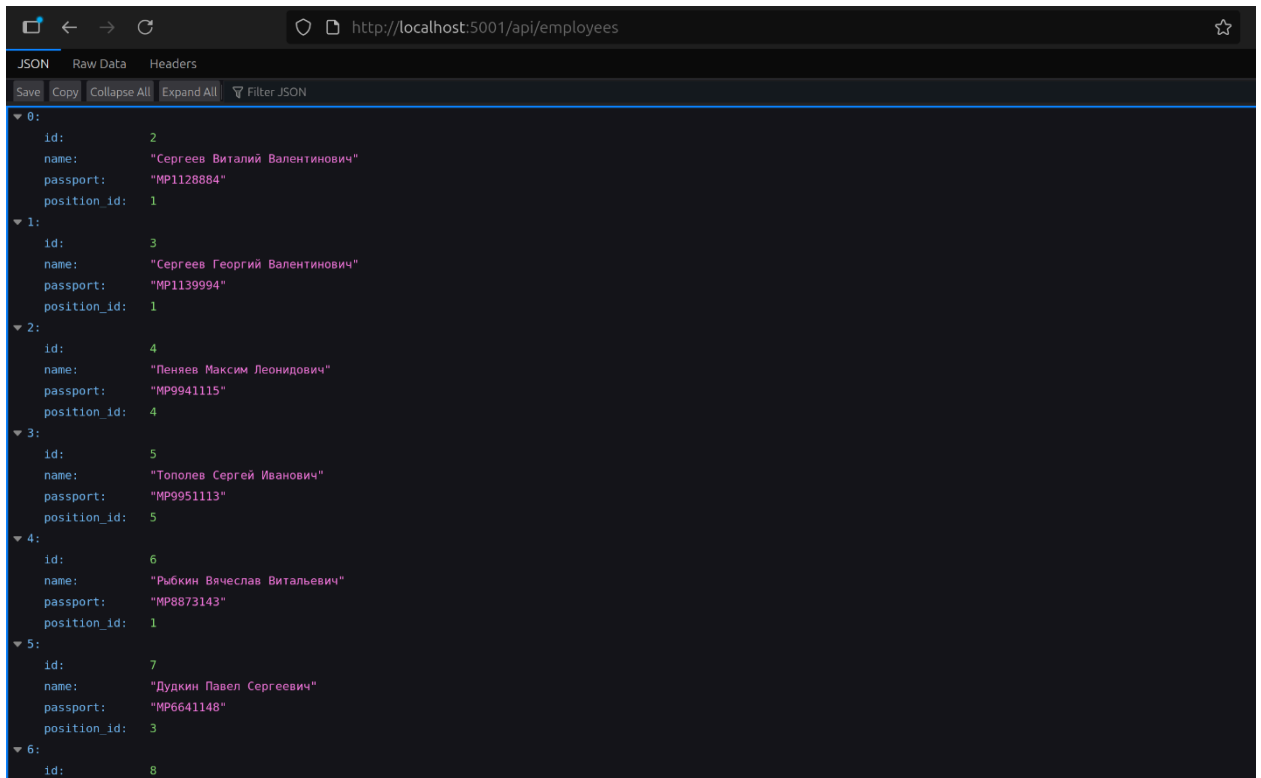 http://localhost:5001/api/employees
JSON Raw Data Headers
Save Copy Collapse All Expand All Filter JSON
0:
id: 2
name: "Сергеев Виталий Валентинович"
passport: "MP1128884"
position_id: 1
1:
id: 3
name: "Сергеев Георгий Валентинович"
passport: "MP1139994"
position_id: 1
2:
id: 4
name: "Пеняев Максим Леонидович"
passport: "MP9941115"
position_id: 4
3:
id: 5
name: "Тополев Сергей Иванович"
passport: "MP9951113"
position_id: 5
4:
id: 6
name: "Рыбкин Вячеслав Витальевич"
passport: "MP8873143"
position_id: 1
5:
id: 7
name: "Дудкин Павел Сергеевич"
passport: "MP6641148"
position_id: 3
6:
id: 8